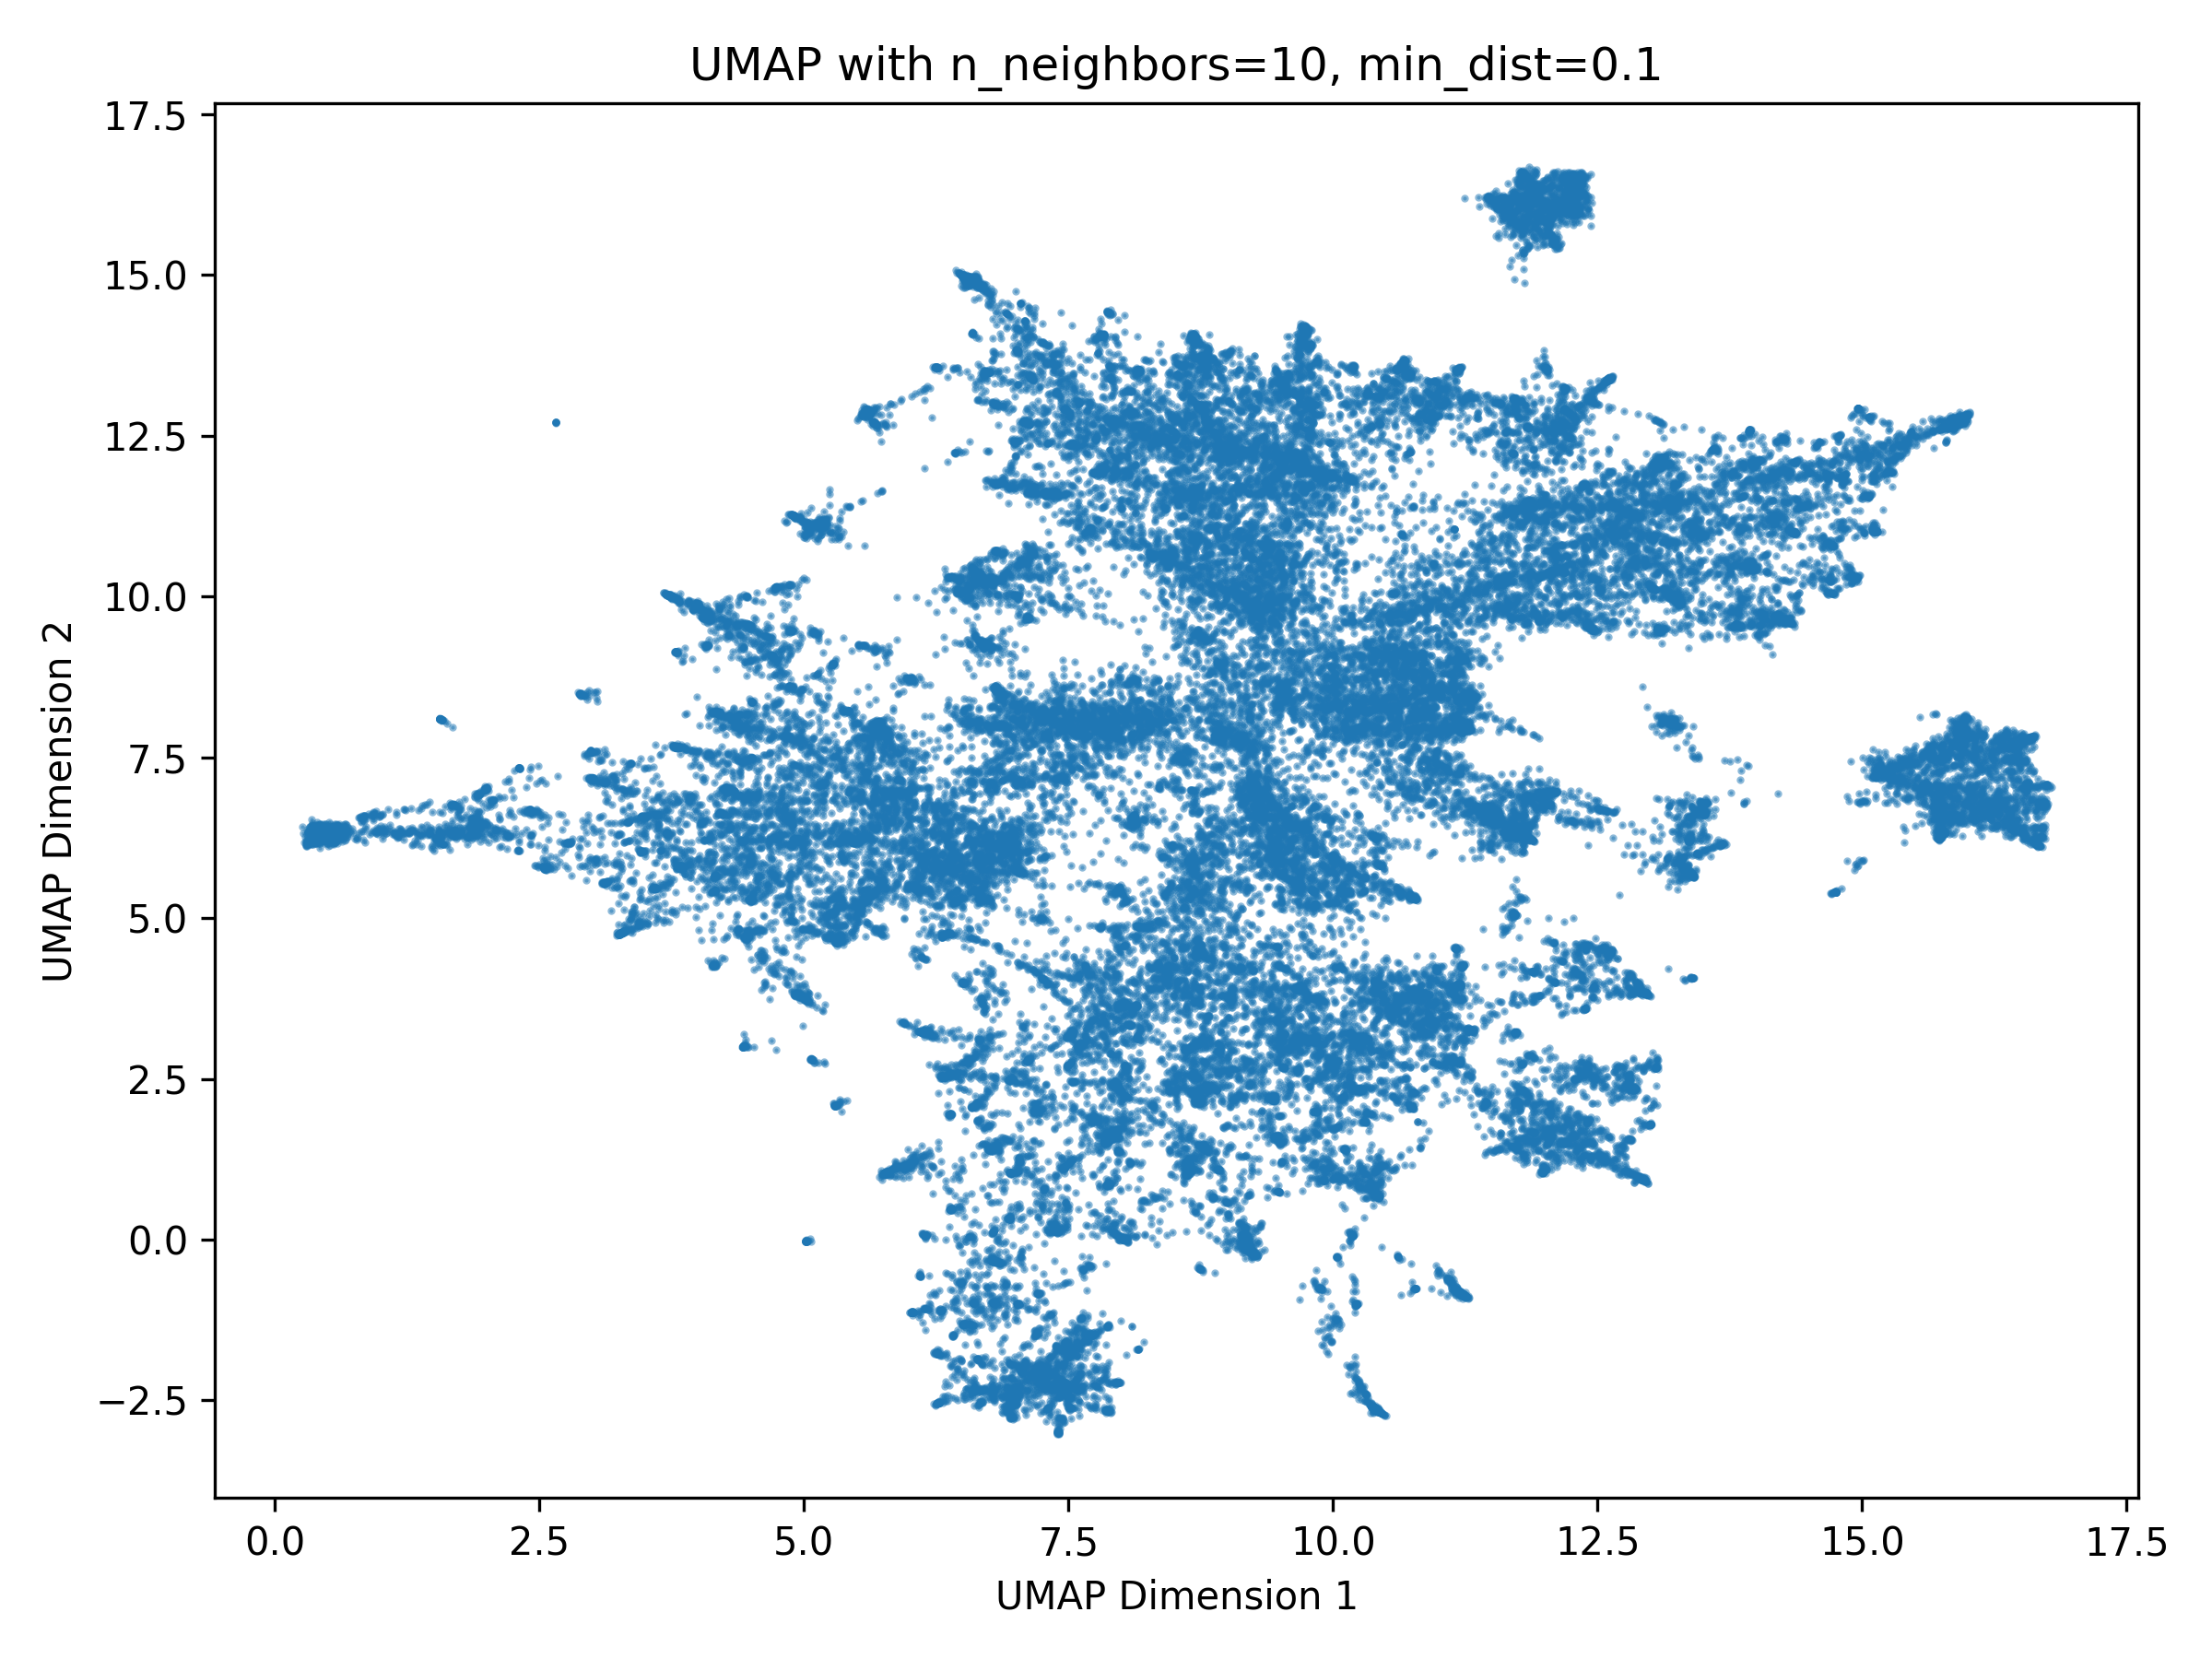 UMAP with n_neighbors=10, min_dist=0.1
17.5
15.0
12.5
10.0
7.5
5.0
2.5
0.0
−2.5
UMAP Dimension 2
0.0 2.5 5.0 7.5 10.0 12.5 15.0 17.5
UMAP Dimension 1